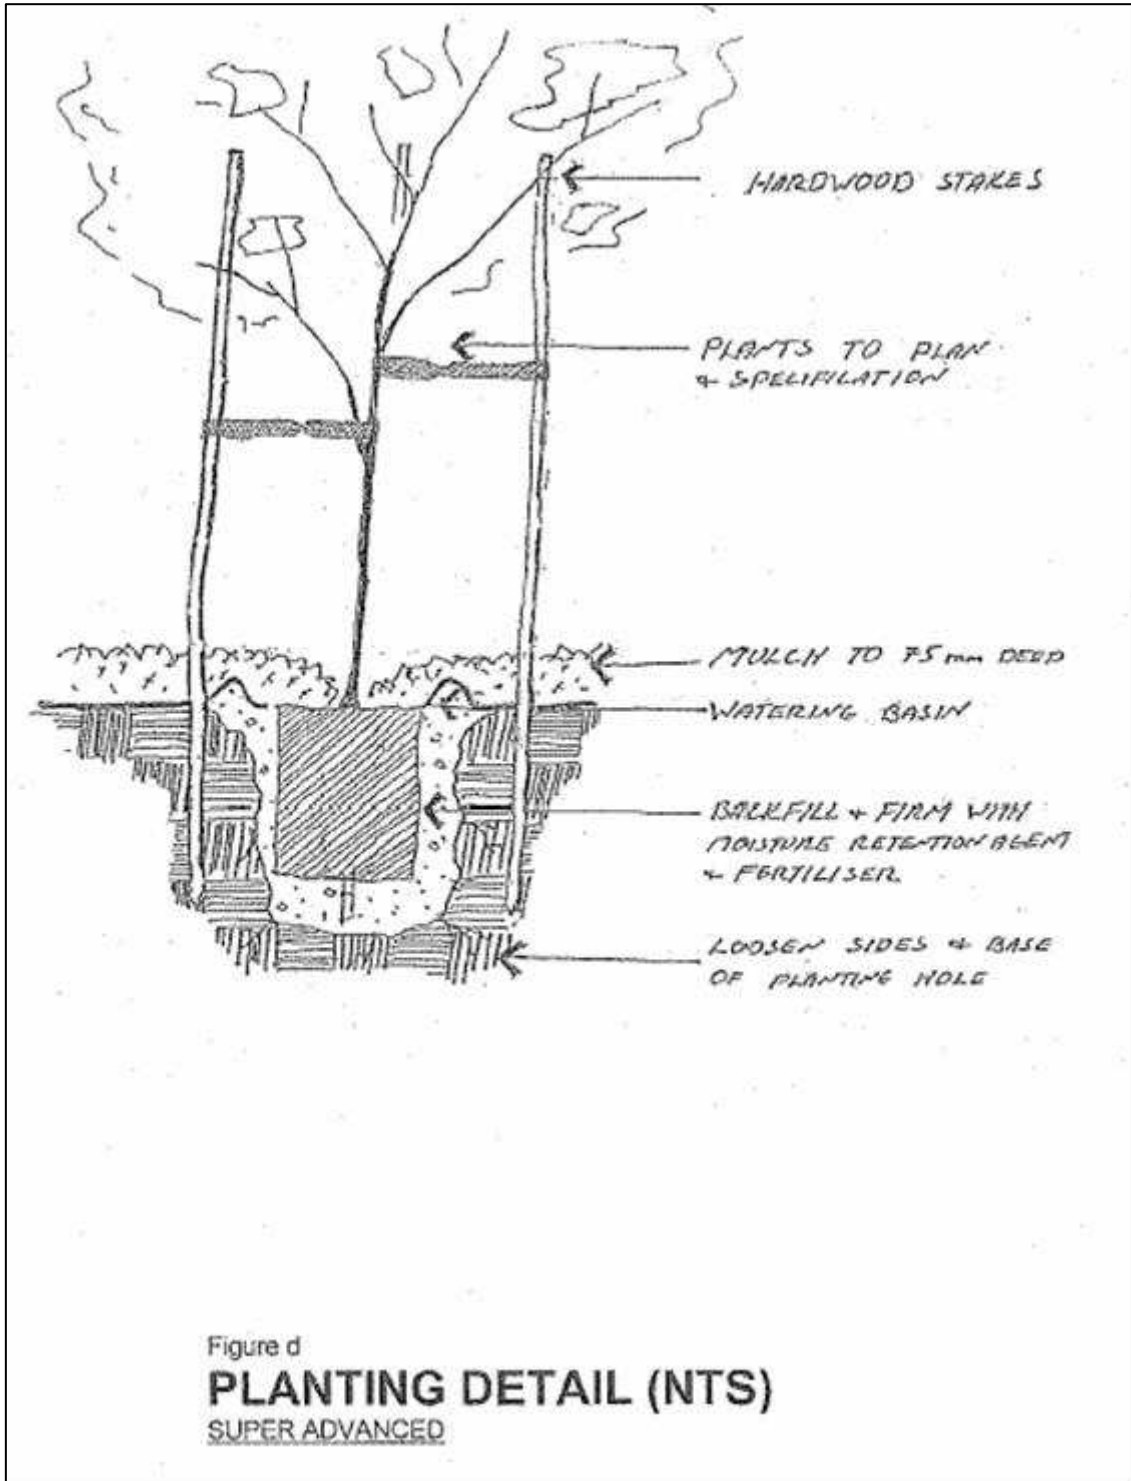 HARDWOOD STAKES
PLANTS TO PLAN
& SPECIFICATION
MULCH TO 75mm DEEP
WATERING BASIN
BACKFILL & FIRM WITH
MOISTURE RETENTION AGENT
& FERTILISER
LOOSEN SIDES & BASE
OF PLANTING HOLE
Figure d
PLANTING DETAIL (NTS)
SUPER ADVANCED